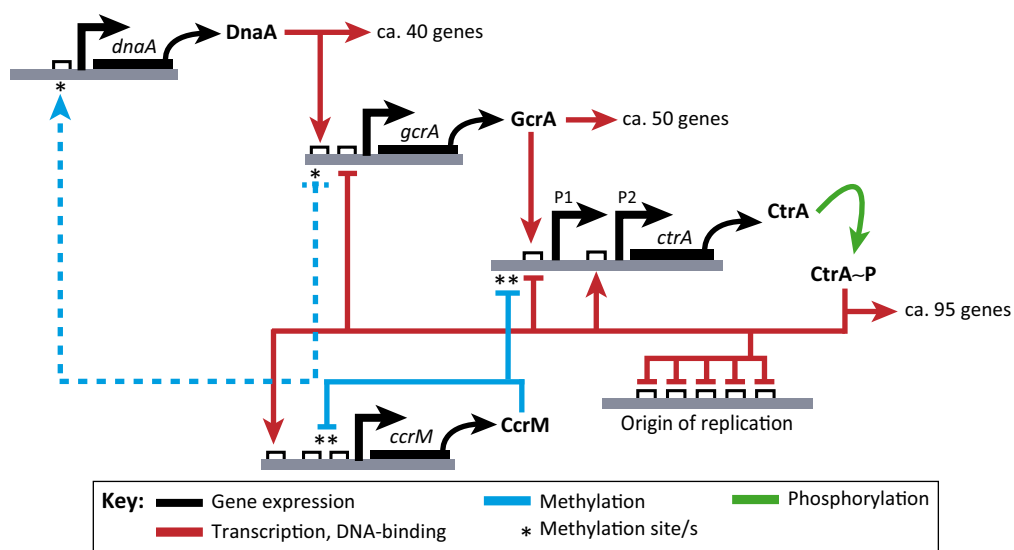 dnaA
DnaA
ca. 40 genes
*
gcrA
GcrA
ca. 50 genes
*
P1
P2
ctrA
CtrA
**
CtrA~P
ca. 95 genes
Origin of replication
**
ccrM
CcrM
Key:
Gene expression
Methylation
Phosphorylation
Transcription, DNA-binding
* Methylation site/s